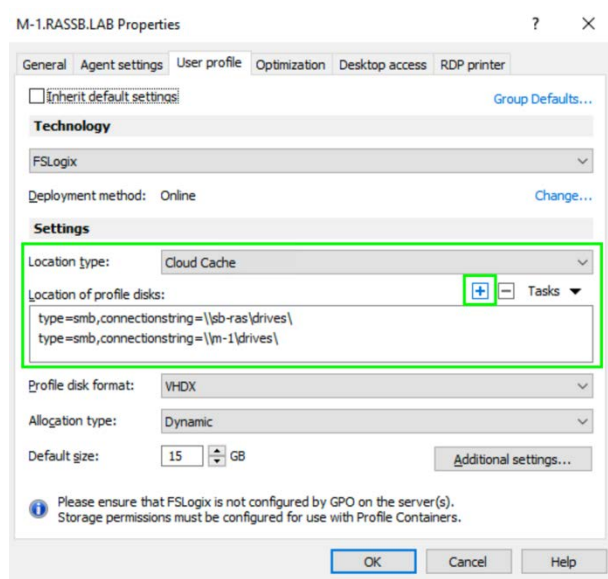 M-1.RASSB.LAB Properties ? ×
General Agent settings User profile Optimization Desktop access RDP printer
Inherit default settings Group Defaults...
Technology
FSLogix
Deployment method: Online Change...
Settings
Location type: Cloud Cache
Location of profile disks: + − Tasks
type=smb,connectionstring=\\sb-ras\drives\
type=smb,connectionstring=\\m-1\drives\
Profile disk format: VHDX
Allocation type: Dynamic
Default size: 15 GB Additional settings...
Please ensure that FSLogix is not configured by GPO on the server(s).
Storage permissions must be configured for use with Profile Containers.
OK Cancel Help